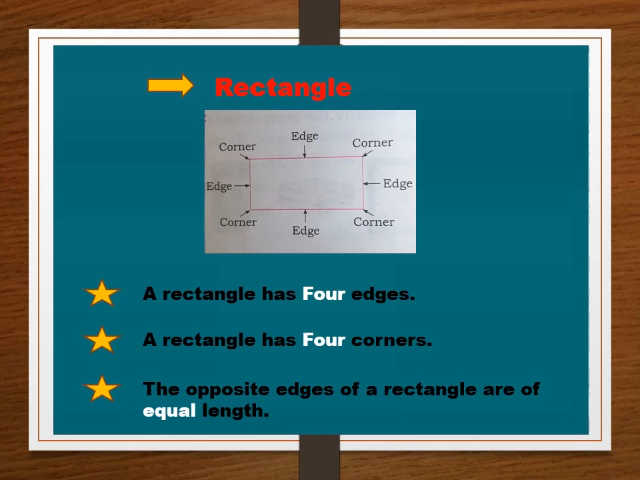 Rectangle
Edge
Corner
Corner
Edge
Edge
Corner
Corner
Edge
A rectangle has Four edges.
A rectangle has Four corners.
The opposite edges of a rectangle are of
equal length.